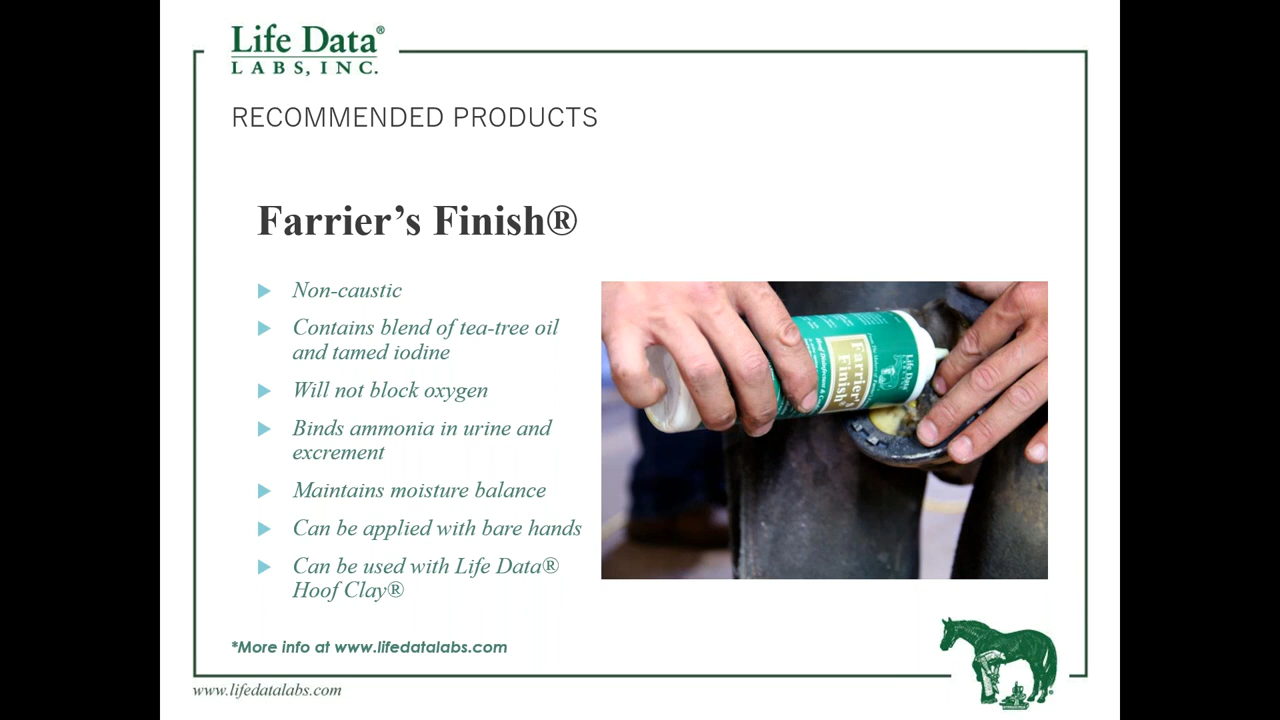 Life Data®
LABS, INC.
RECOMMENDED PRODUCTS
Farrier’s Finish®
Non-caustic
Contains blend of tea-tree oil
and tamed iodine
Will not block oxygen
Binds ammonia in urine and
excrement
Maintains moisture balance
Can be applied with bare hands
Can be used with Life Data®
Hoof Clay®
Life Data
Farrier's
Finish®
*More info at www.lifedatalabs.com
www.lifedatalabs.com